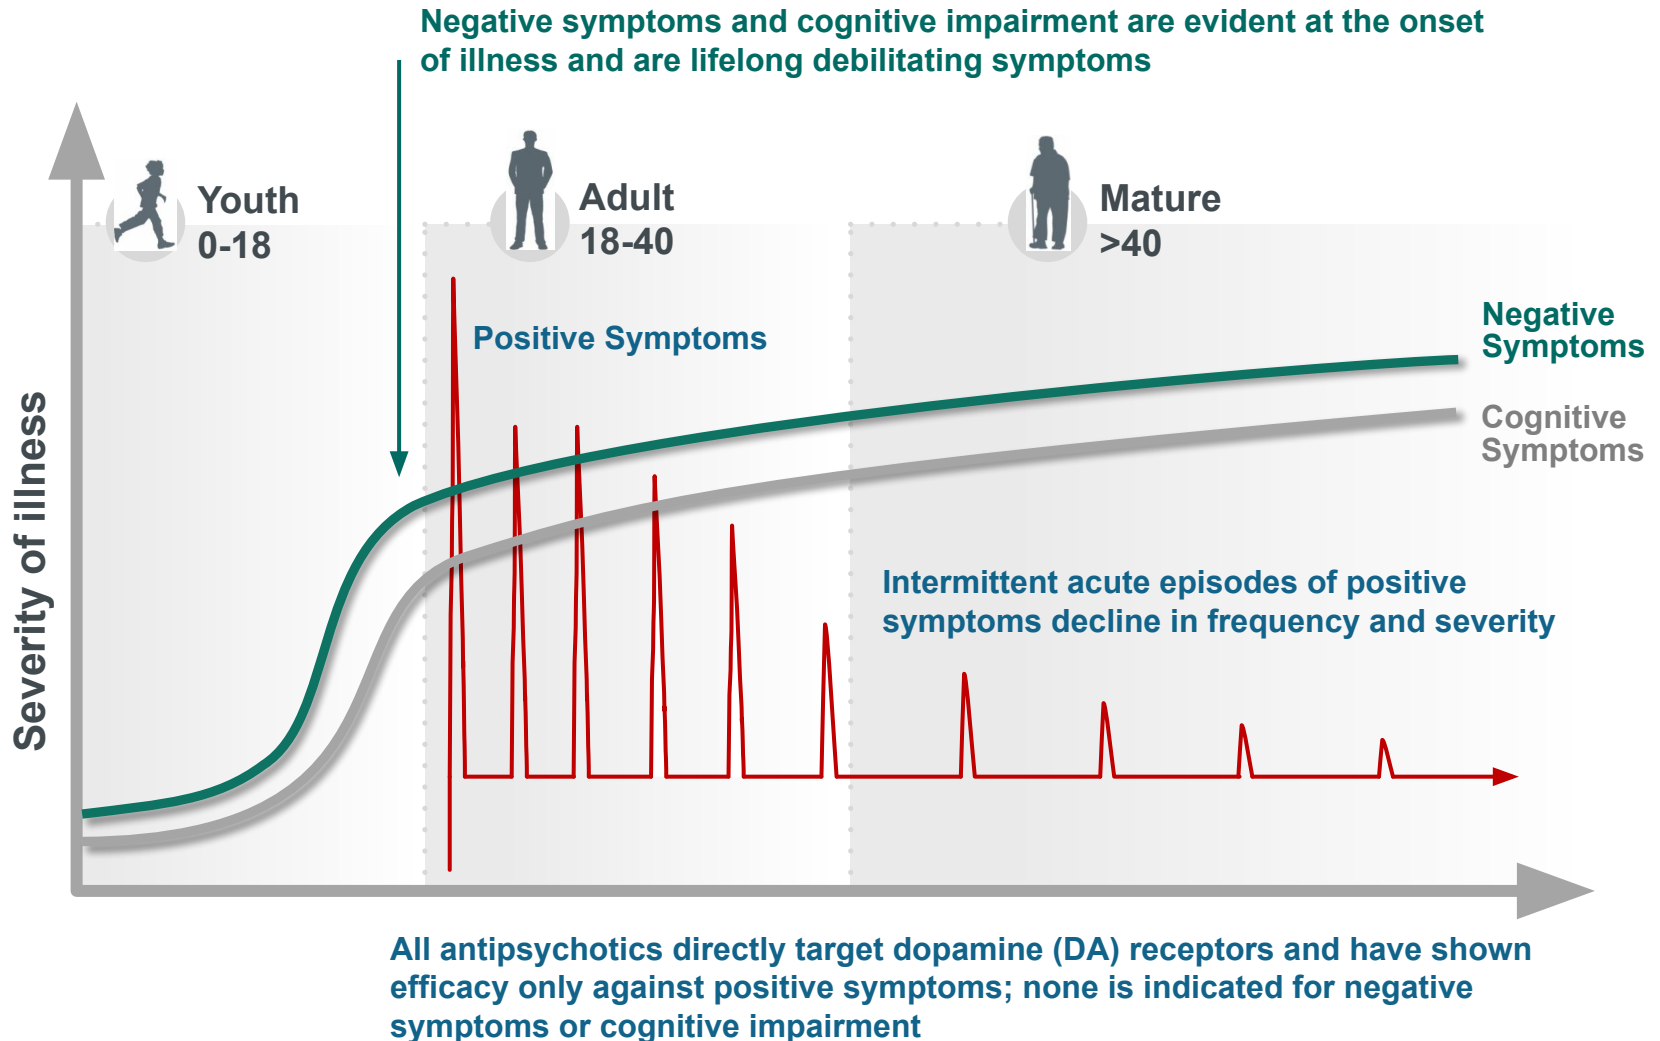 Negative symptoms and cognitive impairment are evident at the onset
of illness and are lifelong debilitating symptoms
Youth
0-18
Adult
18-40
Mature
>40
Positive Symptoms
Negative
Symptoms
Cognitive
Symptoms
Severity of illness
Intermittent acute episodes of positive
symptoms decline in frequency and severity
All antipsychotics directly target dopamine (DA) receptors and have shown
efficacy only against positive symptoms; none is indicated for negative
symptoms or cognitive impairment